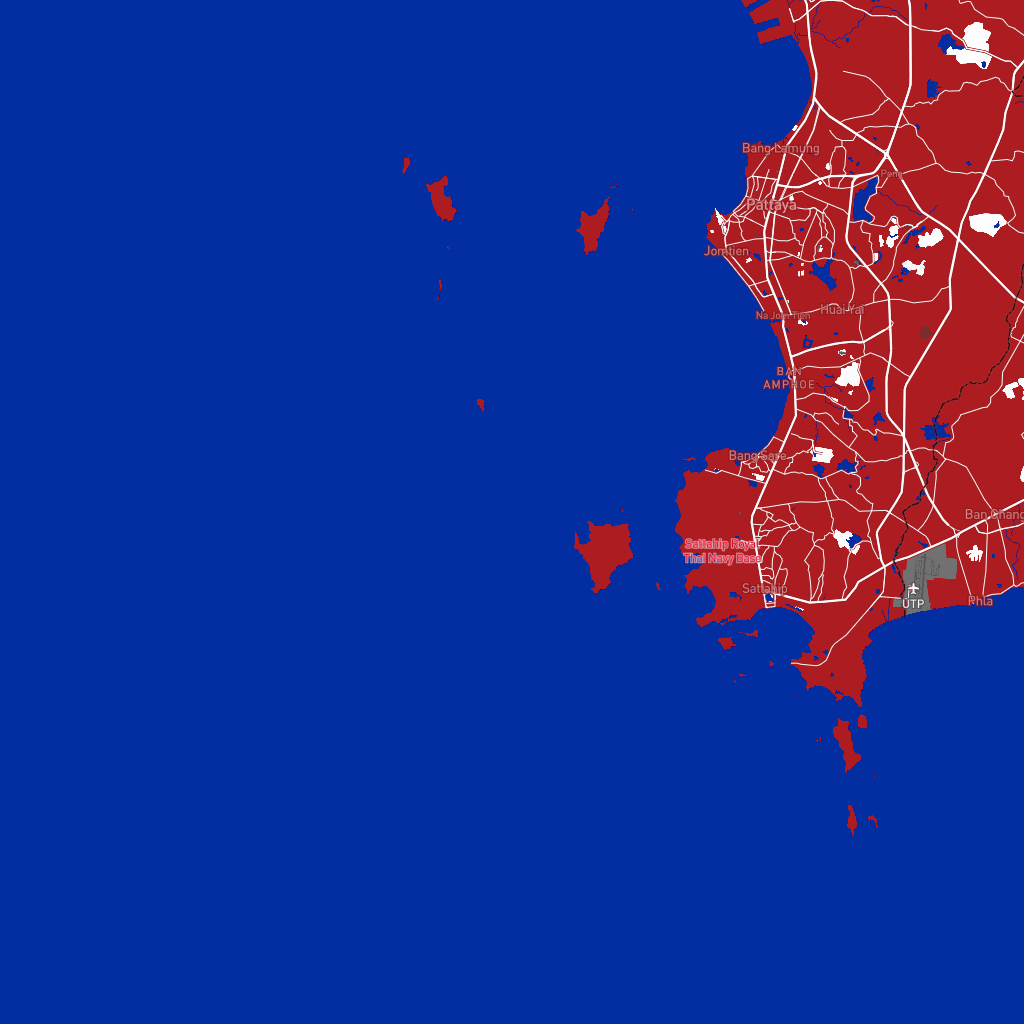 Bang Lamung
Pong
Pattaya
Jomtien
Huai Yai
Na Jom Tien
BAN
AMPHOE
Bang Sare
Ban Chang
Sattahip Royal
Thai Navy Base
Sattahip
UTP
Phla